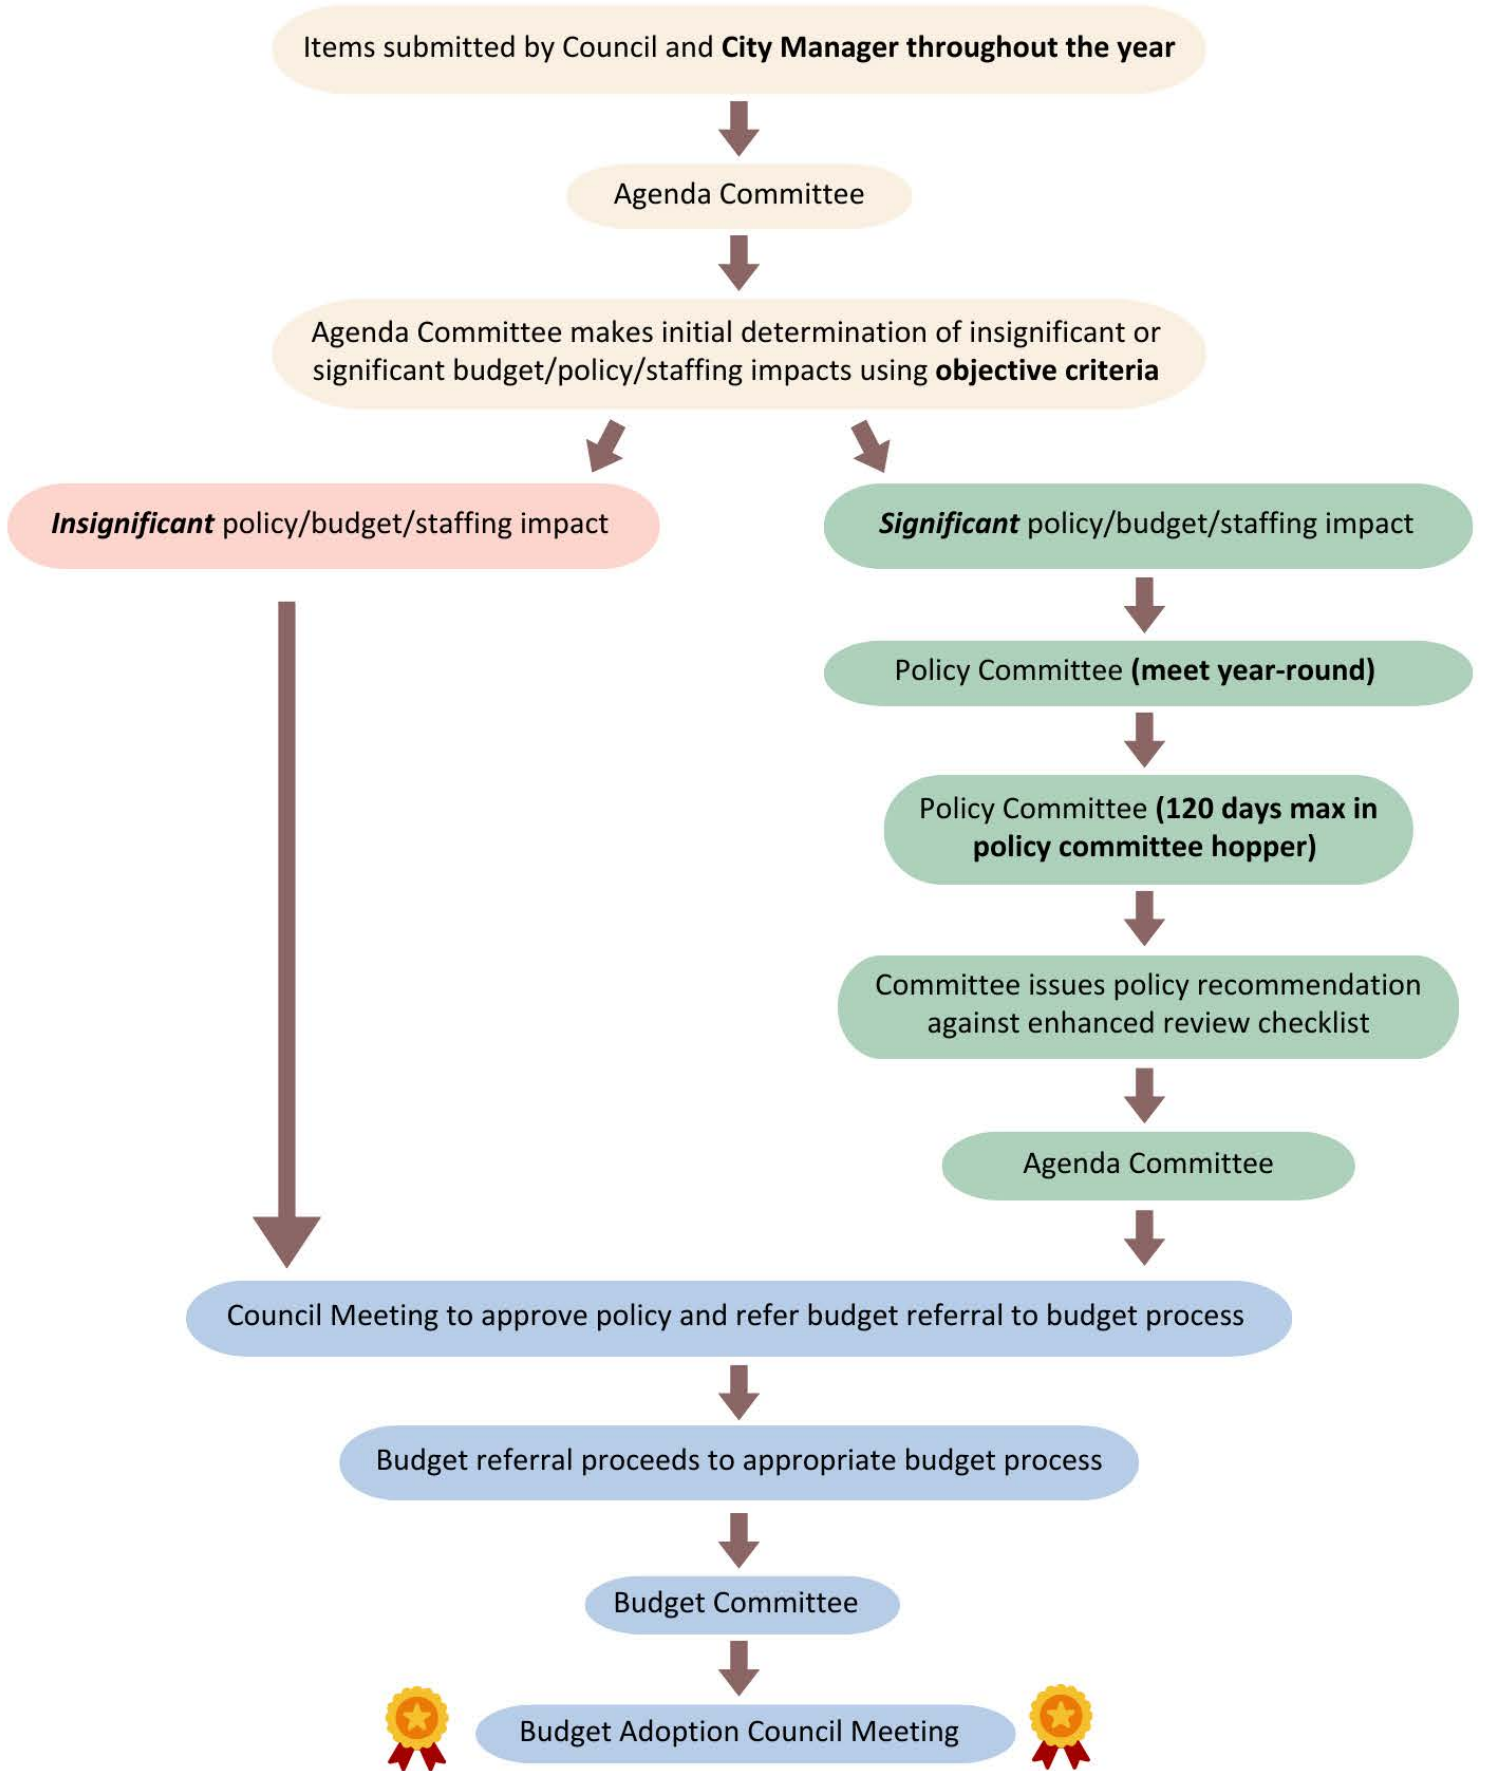 Items submitted by Council and City Manager throughout the year
Agenda Committee
Agenda Committee makes initial determination of insignificant or
significant budget/policy/staffing impacts using objective criteria
Insignificant policy/budget/staffing impact
Significant policy/budget/staffing impact
Policy Committee (meet year-round)
Policy Committee (120 days max in
policy committee hopper)
Committee issues policy recommendation
against enhanced review checklist
Agenda Committee
Council Meeting to approve policy and refer budget referral to budget process
Budget referral proceeds to appropriate budget process
Budget Committee
Budget Adoption Council Meeting